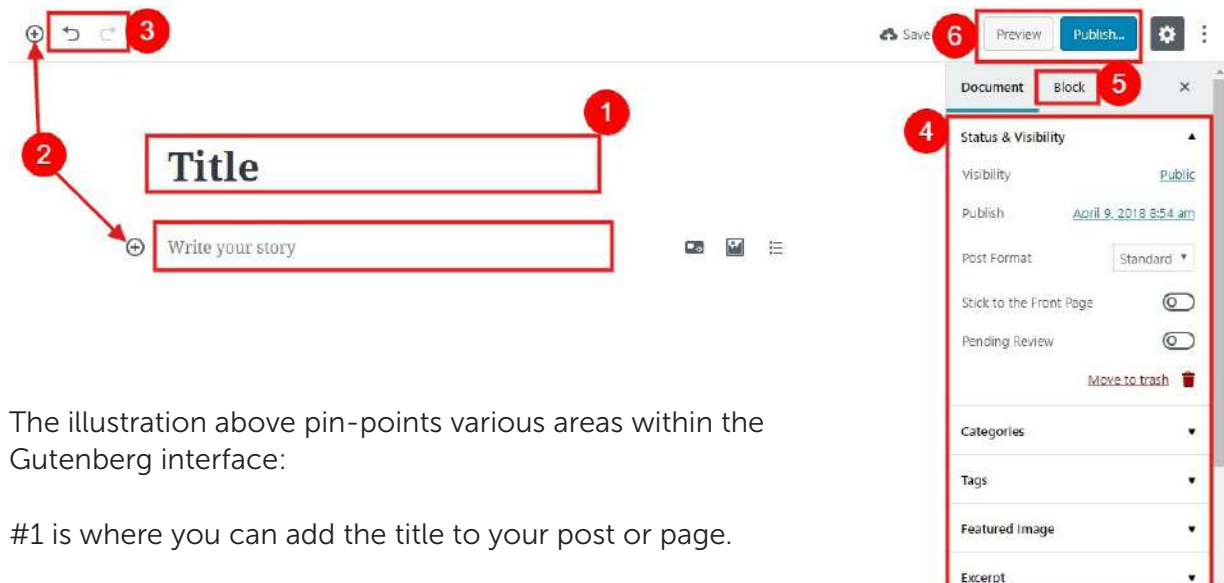 3
Save
6
Preview
Publish...
Document
Block
5
1
4
Status & Visibility
2
Title
Visibility
Public
Publish
April 9, 2018 8:54 am
Write your story
Post Format
Standard
Stick to the Front Page
Pending Review
Move to trash
The illustration above pin-points various areas within the
Gutenberg interface:
Categories
Tags
#1 is where you can add the title to your post or page.
Featured Image
Excerpt